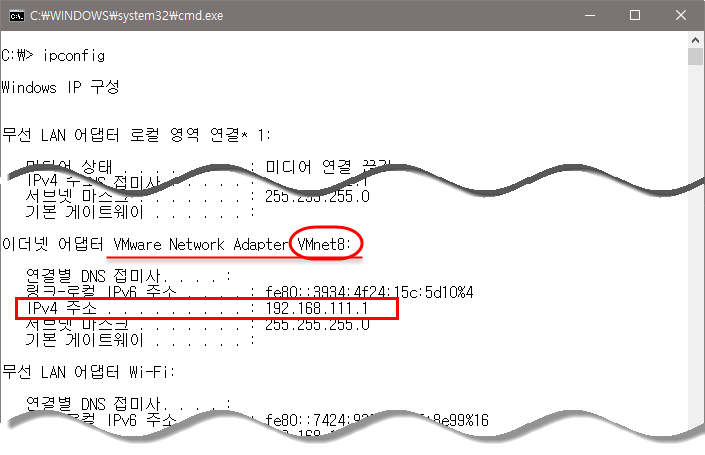 C:₩WINDOWS₩system32₩cmd.exe
C:₩> ipconfig
Windows IP 구성
무선 LAN 어댑터 로컬 영역 연결* 1:
미디어 상태 . . . . . . . . : 미디어 연결 끊김
IPv4 주소
서브넷 마스크 . . . . . . . : 255.255.255.0
기본 게이트웨이 . . . . . . :
이더넷 어댑터 VMware Network Adapter VMnet8:
연결별 DNS 접미사. . . . :
링크-로컬 IPv6 주소 . . . . : fe80::3934:4f24:15c:5d10%4
IPv4 주소 . . . . . . . . . : 192.168.111.1
서브넷 마스크 . . . . . . . : 255.255.255.0
기본 게이트웨이 . . . . . . :
무선 LAN 어댑터 Wi-Fi:
연결별 DNS 접미사. . . . :
IPv6 주소 . . . . :